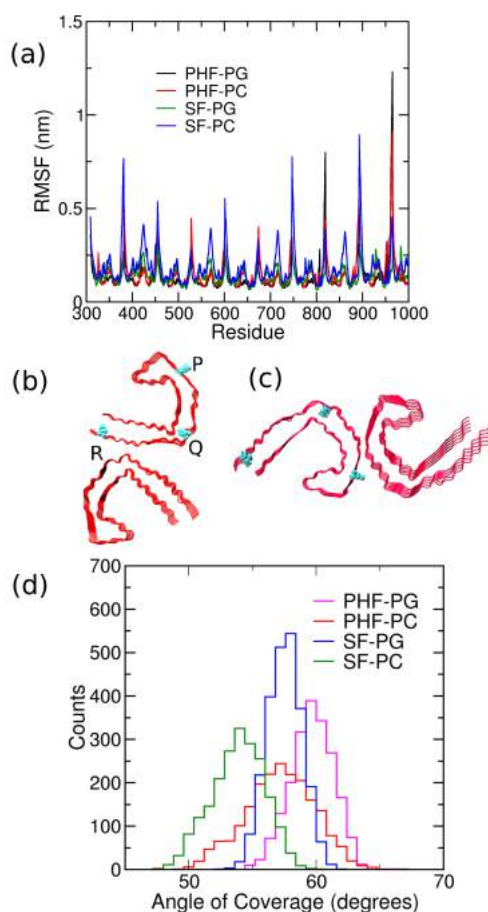 (a)
1.5
1
0.5
0
RMSF (nm)
PHF-PG
PHF-PC
SF-PG
SF-PC
300 400 500 600 700 800 900 1000
Residue
(b)
P
Q
R
(c)
(d)
700
600
500
400
300
200
100
0
Counts
PHF-PG
PHF-PC
SF-PG
SF-PC
50 60 70
Angle of Coverage (degrees)